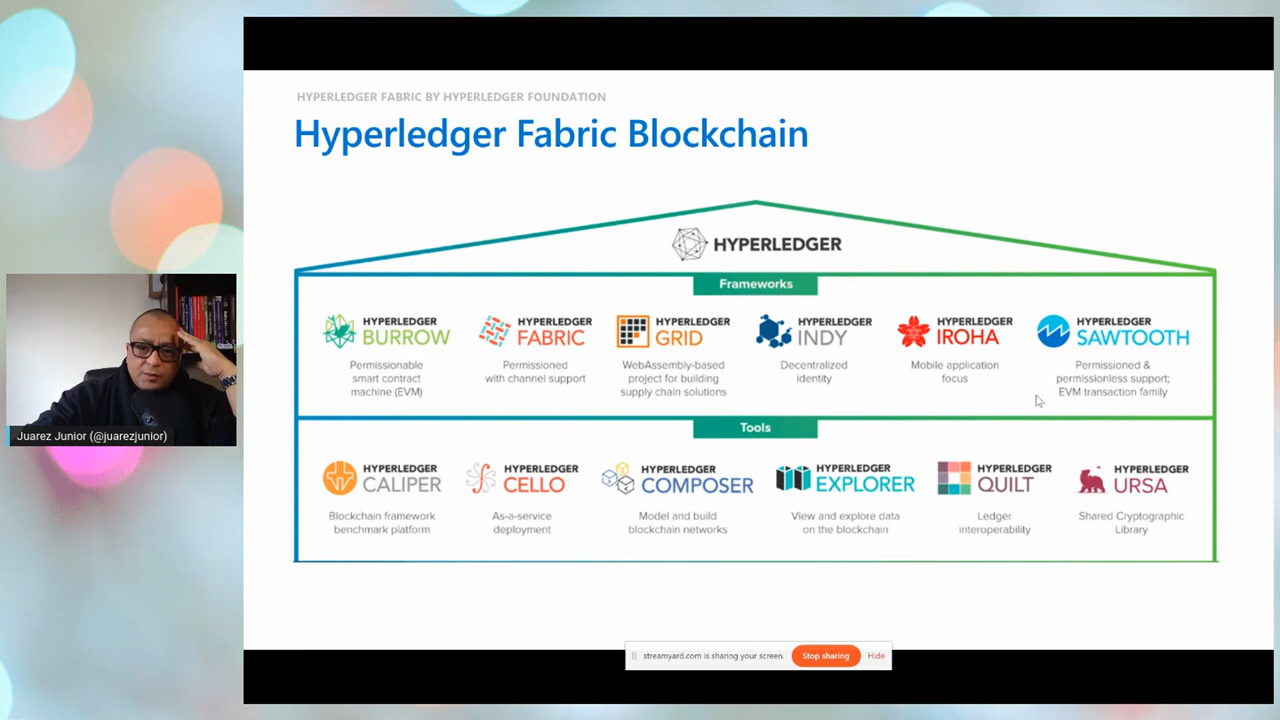 HYPERLEDGER FABRIC BY HYPERLEDGER FOUNDATION
Hyperledger Fabric Blockchain
HYPERLEDGER
Frameworks
HYPERLEDGER
BURROW
Permissionable
smart contract
machine (EVM)
HYPERLEDGER
FABRIC
Permissioned
with channel support
HYPERLEDGER
GRID
WebAssembly-based
project for building
supply chain solutions
HYPERLEDGER
INDY
Decentralized
identity
HYPERLEDGER
IROHA
Mobile application
focus
HYPERLEDGER
SAWTOOTH
Permissioned &
permissionless support;
EVM transaction family
Tools
HYPERLEDGER
CALIPER
Blockchain framework
benchmark platform
HYPERLEDGER
CELLO
As-a-service
deployment
HYPERLEDGER
COMPOSER
Model and build
blockchain networks
HYPERLEDGER
EXPLORER
View and explore data
on the blockchain
HYPERLEDGER
QUILT
Ledger
interoperability
HYPERLEDGER
URSA
Shared Cryptographic
Library
Juarez Junior (@juarezjunior)
streamyard.com is sharing your screen. Stop sharing Hide